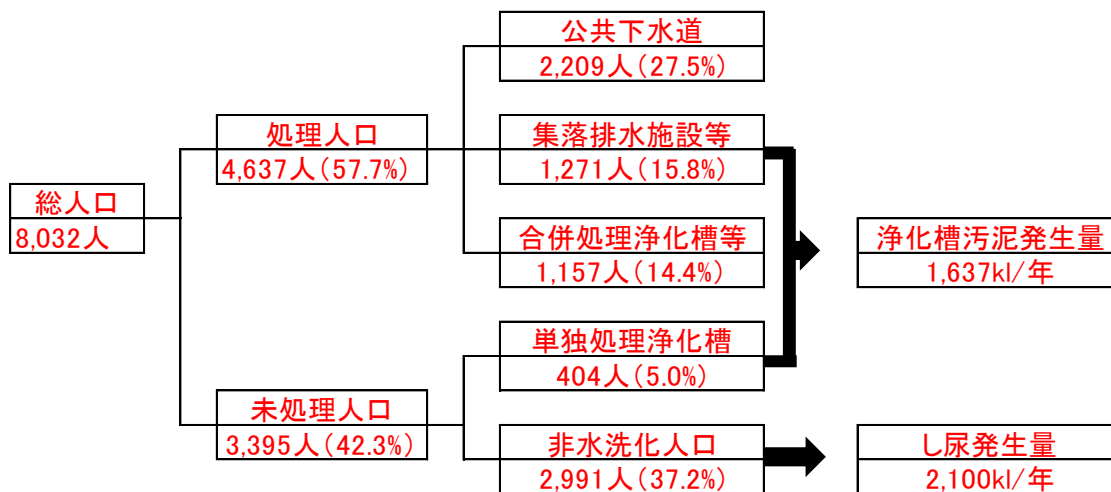 総人口
8,032人
処理人口
4,637人(57.7%)
未処理人口
3,395人(42.3%)
公共下水道
2,209人(27.5%)
集落排水施設等
1,271人(15.8%)
合併処理浄化槽等
1,157人(14.4%)
単独処理浄化槽
404人(5.0%)
非水洗化人口
2,991人(37.2%)
浄化槽汚泥発生量
1,637kl/年
し尿発生量
2,100kl/年